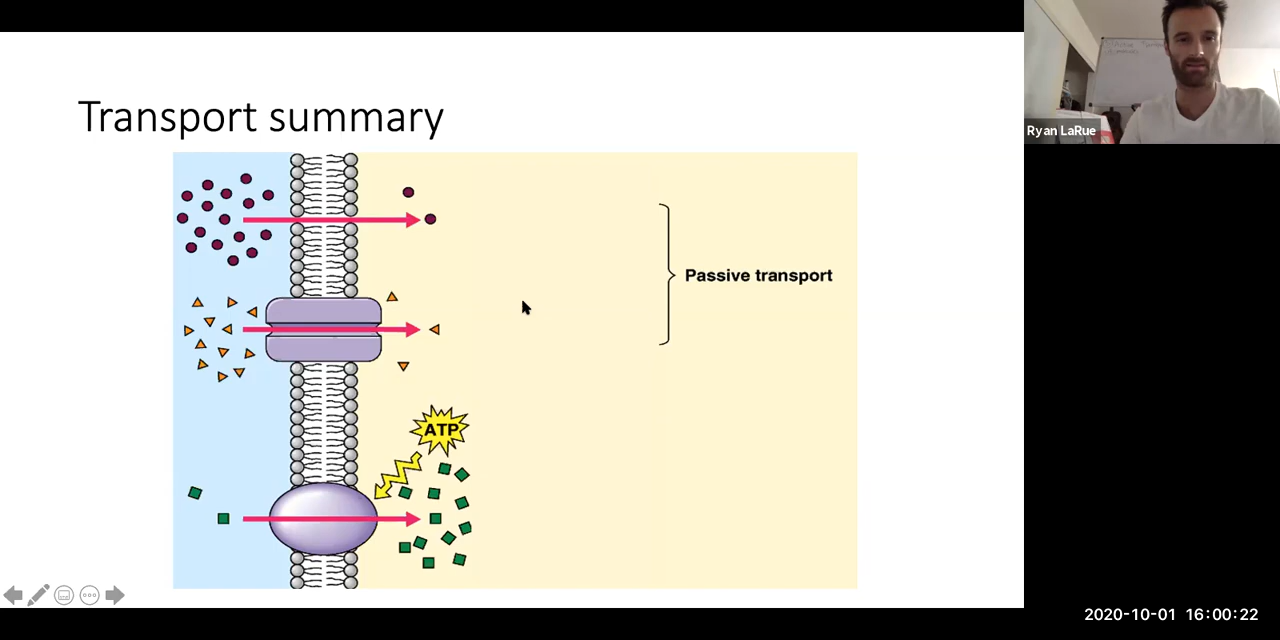 Transport summary
Passive transport
ATP
Ryan LaRue
2020-10-01 16:00:22